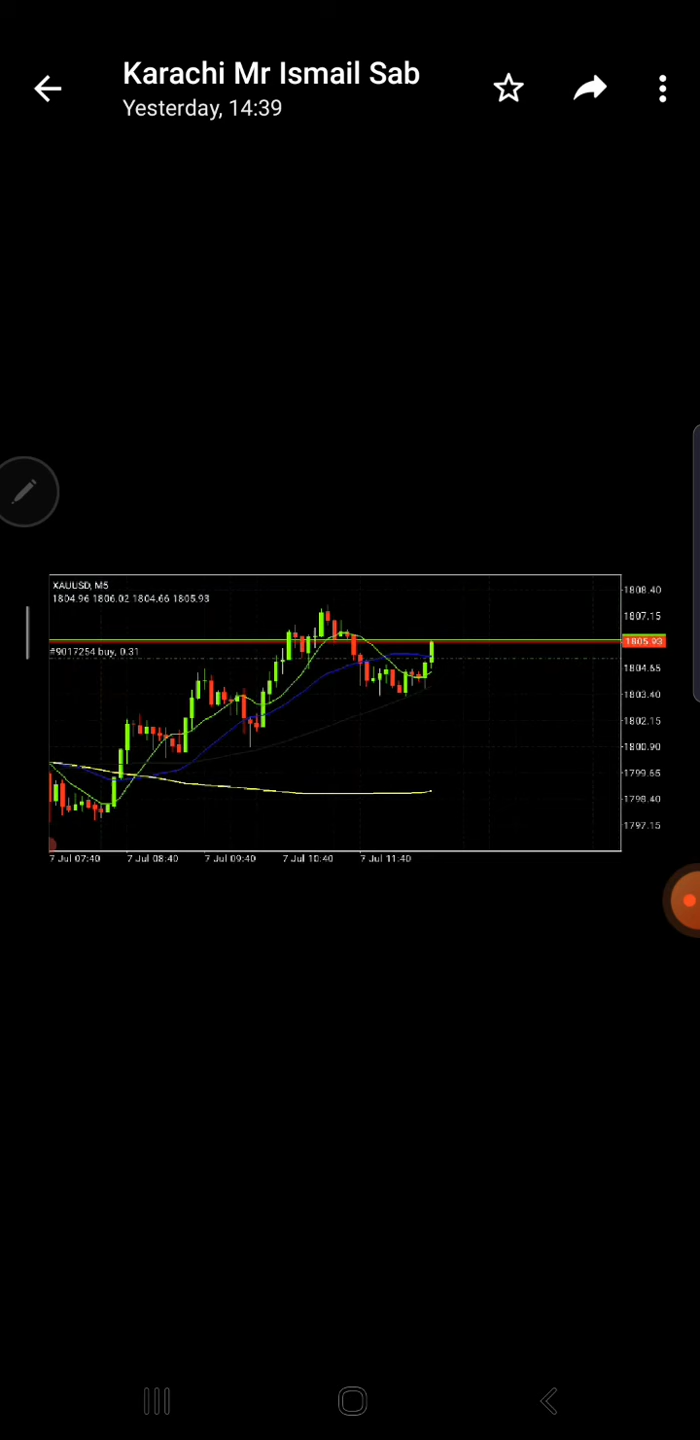 Karachi Mr Ismail Sab
Yesterday, 14:39
XAUUSD, M5
1804.96 1806.02 1804.66 1805.93
1808.40
1807.15
1805.93
#9017254 buy, 0.31
1804.65
1803.40
1802.15
1800.90
1799.65
1798.40
1797.15
7 Jul 07:40 7 Jul 08:40 7 Jul 09:40 7 Jul 10:40 7 Jul 11:40